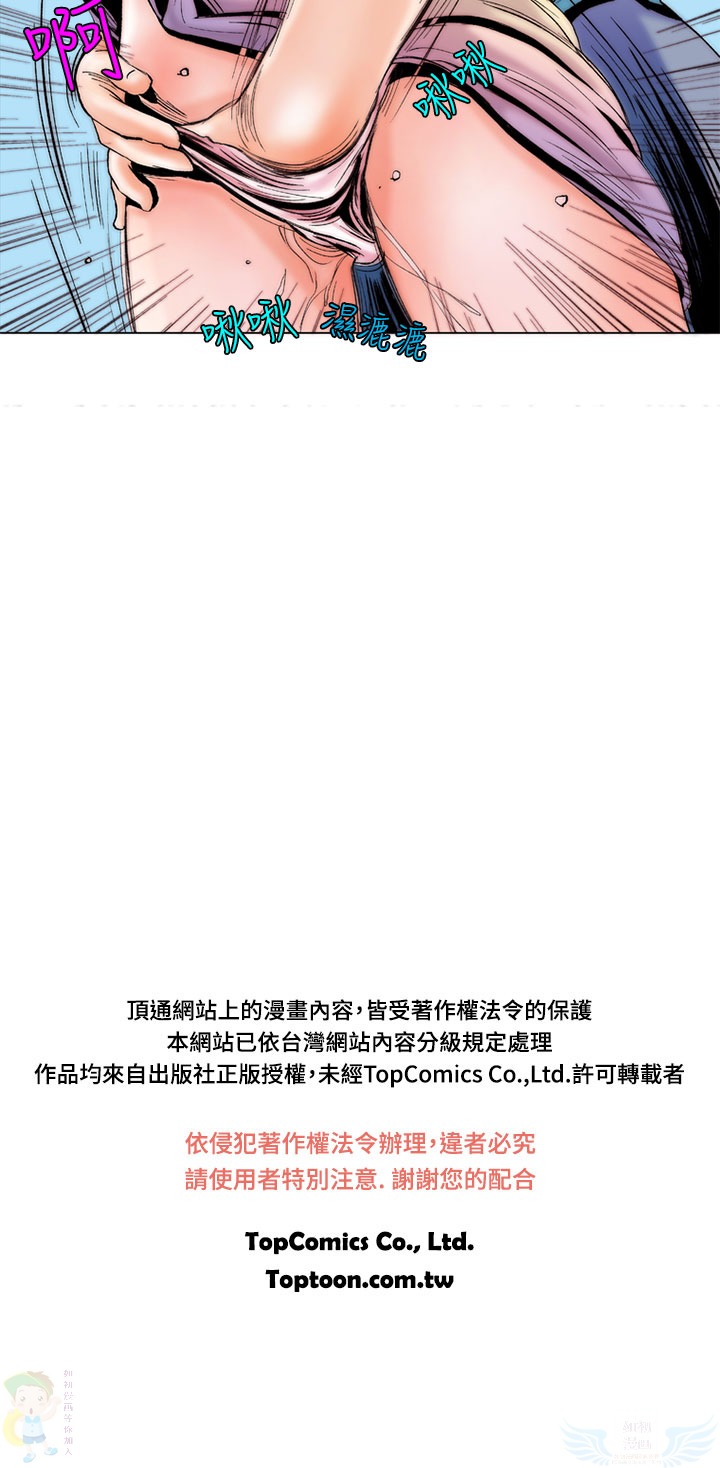 啊
啾啾
啾啾
濕漉漉
頂通網站上的漫畫內容,皆受著作權法令的保護
本網站已依台灣網站內容分級規定處理
作品均來自出版社正版授權,未經TopComics Co.,Ltd.許可轉載者
依侵犯著作權法令辦理,違者必究
請使用者特別注意. 謝謝您的配合
TopComics Co., Ltd.
Toptoon.com.tw